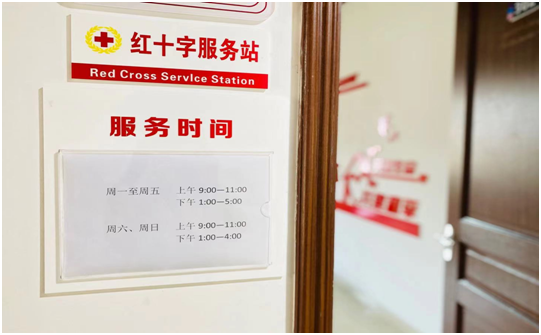 红十字服务站
Red Cross Service Station
服务时间
周一至周五 上午 9:00—11:00
下午 1:00—5:00
周六、周日 上午 9:00—11:00
下午 1:00—4:00